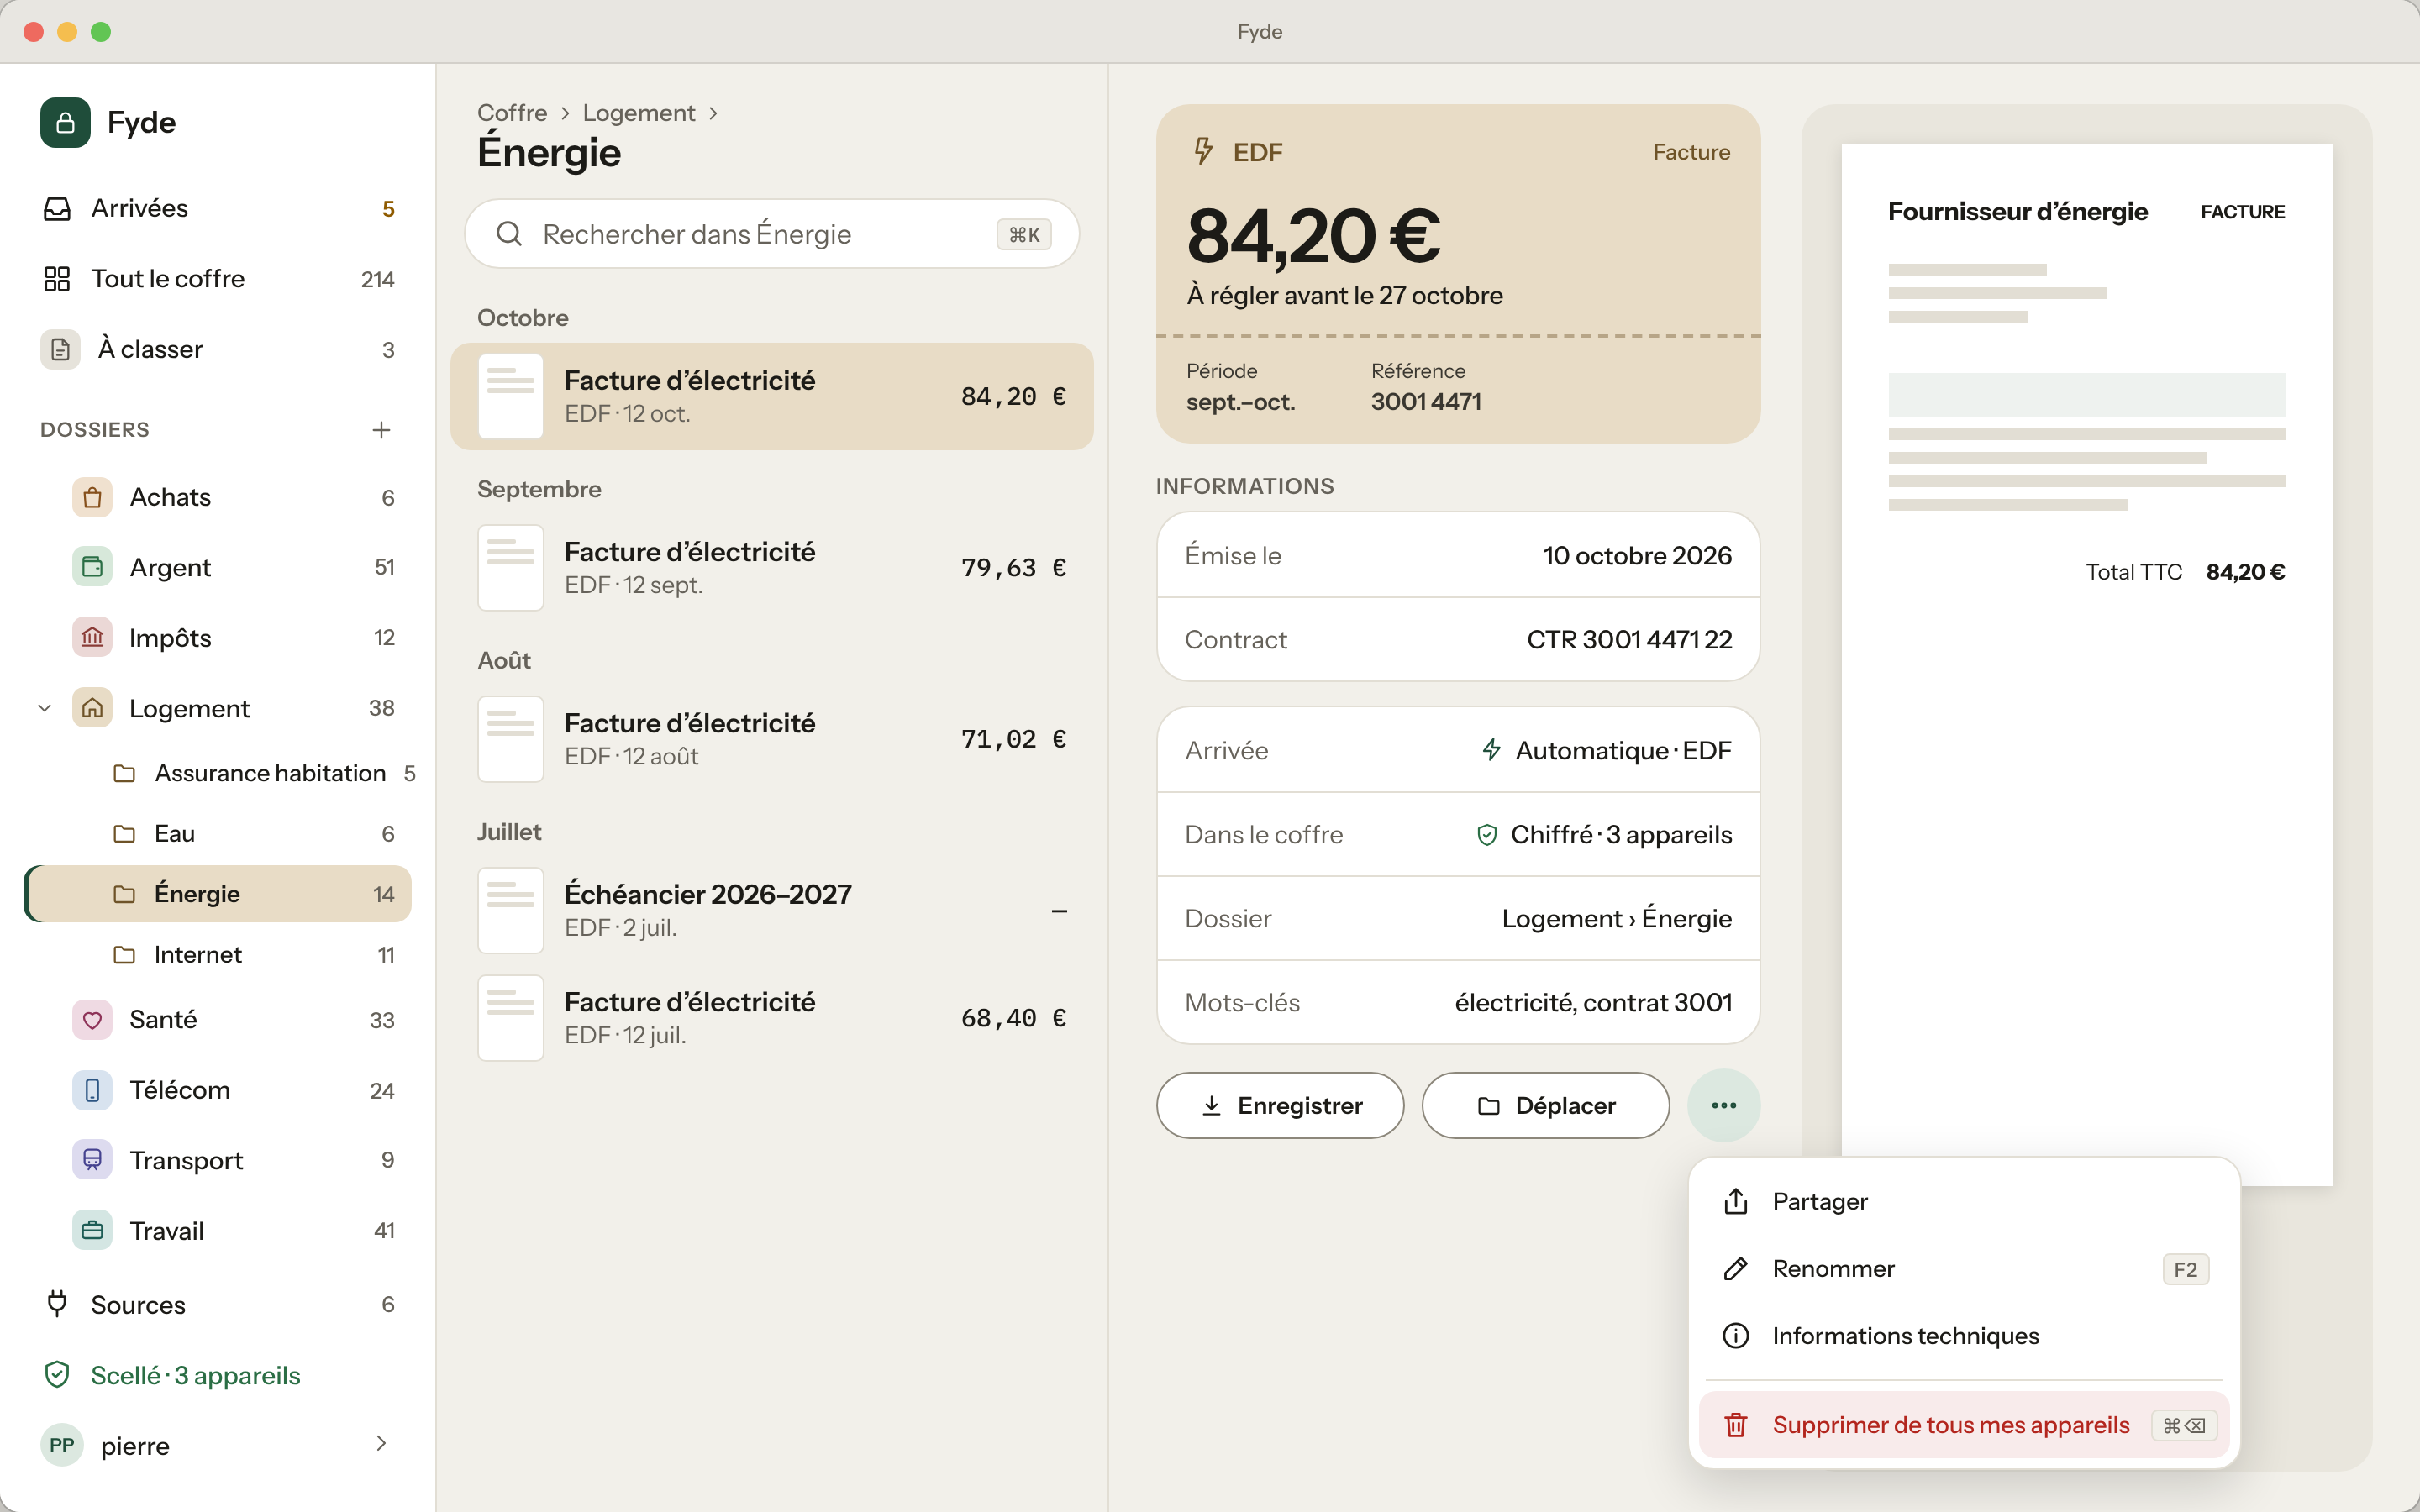 Fyde
Fyde
Arrivées 5
Tout le coffre 214
À classer 3
DOSSIERS
Achats 6
Argent 51
Impôts 12
Logement 38
Assurance habitation 5
Eau 6
Énergie 14
Internet 11
Santé 33
Télécom 24
Transport 9
Travail 41
Sources 6
Scellé · 3 appareils
PP pierre
Coffre › Logement ›
Énergie
Rechercher dans Énergie ⌘K
Octobre
Facture d’électricité 84,20 €
EDF · 12 oct.
Septembre
Facture d’électricité 79,63 €
EDF · 12 sept.
Août
Facture d’électricité 71,02 €
EDF · 12 août
Juillet
Échéancier 2026–2027 –
EDF · 2 juil.
Facture d’électricité 68,40 €
EDF · 12 juil.
EDF Facture
84,20 €
À régler avant le 27 octobre
Période Référence
sept.–oct. 3001 4471
INFORMATIONS
Émise le 10 octobre 2026
Contract CTR 3001 4471 22
Arrivée Automatique · EDF
Dans le coffre Chiffré · 3 appareils
Dossier Logement › Énergie
Mots-clés électricité, contrat 3001
Enregistrer Déplacer
Partager
Renommer F2
Informations techniques
Supprimer de tous mes appareils ⌘⌫
Fournisseur d’énergie FACTURE
Total TTC 84,20 €